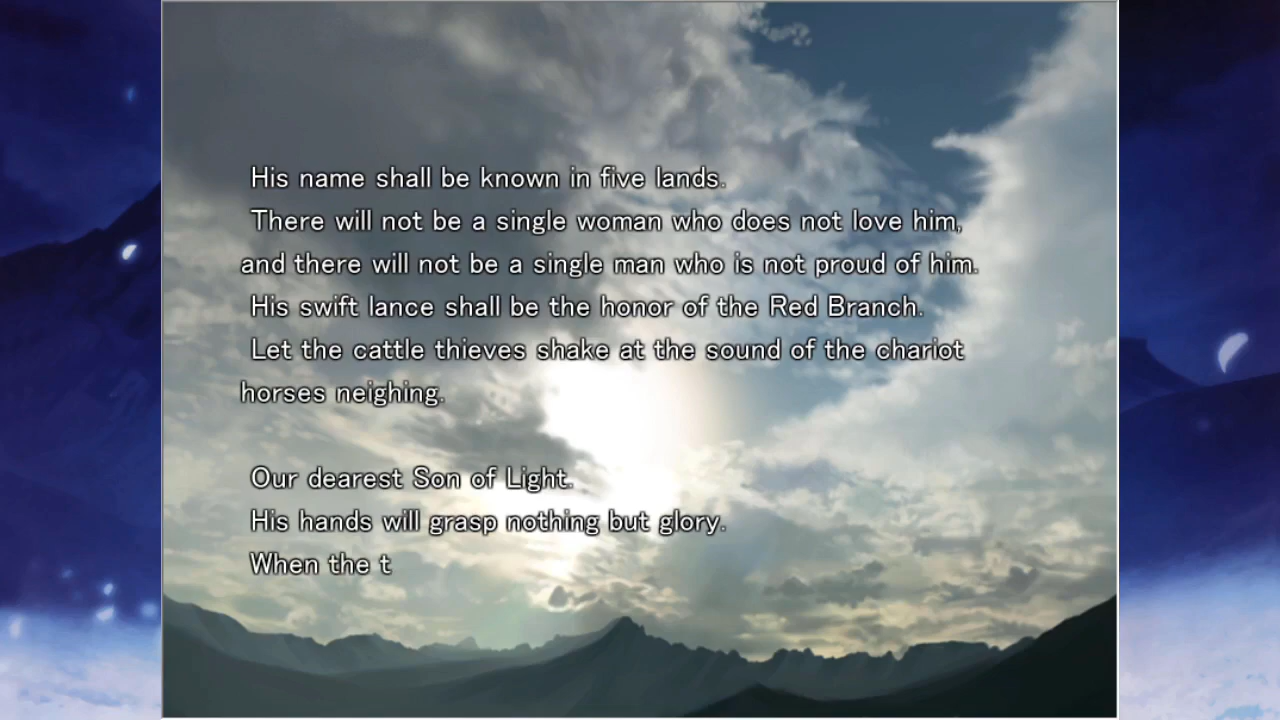 His name shall be known in five lands.
There will not be a single woman who does not love him,
and there will not be a single man who is not proud of him.
His swift lance shall be the honor of the Red Branch.
Let the cattle thieves shake at the sound of the chariot
horses neighing.
Our dearest Son of Light.
His hands will grasp nothing but glory.
When the t